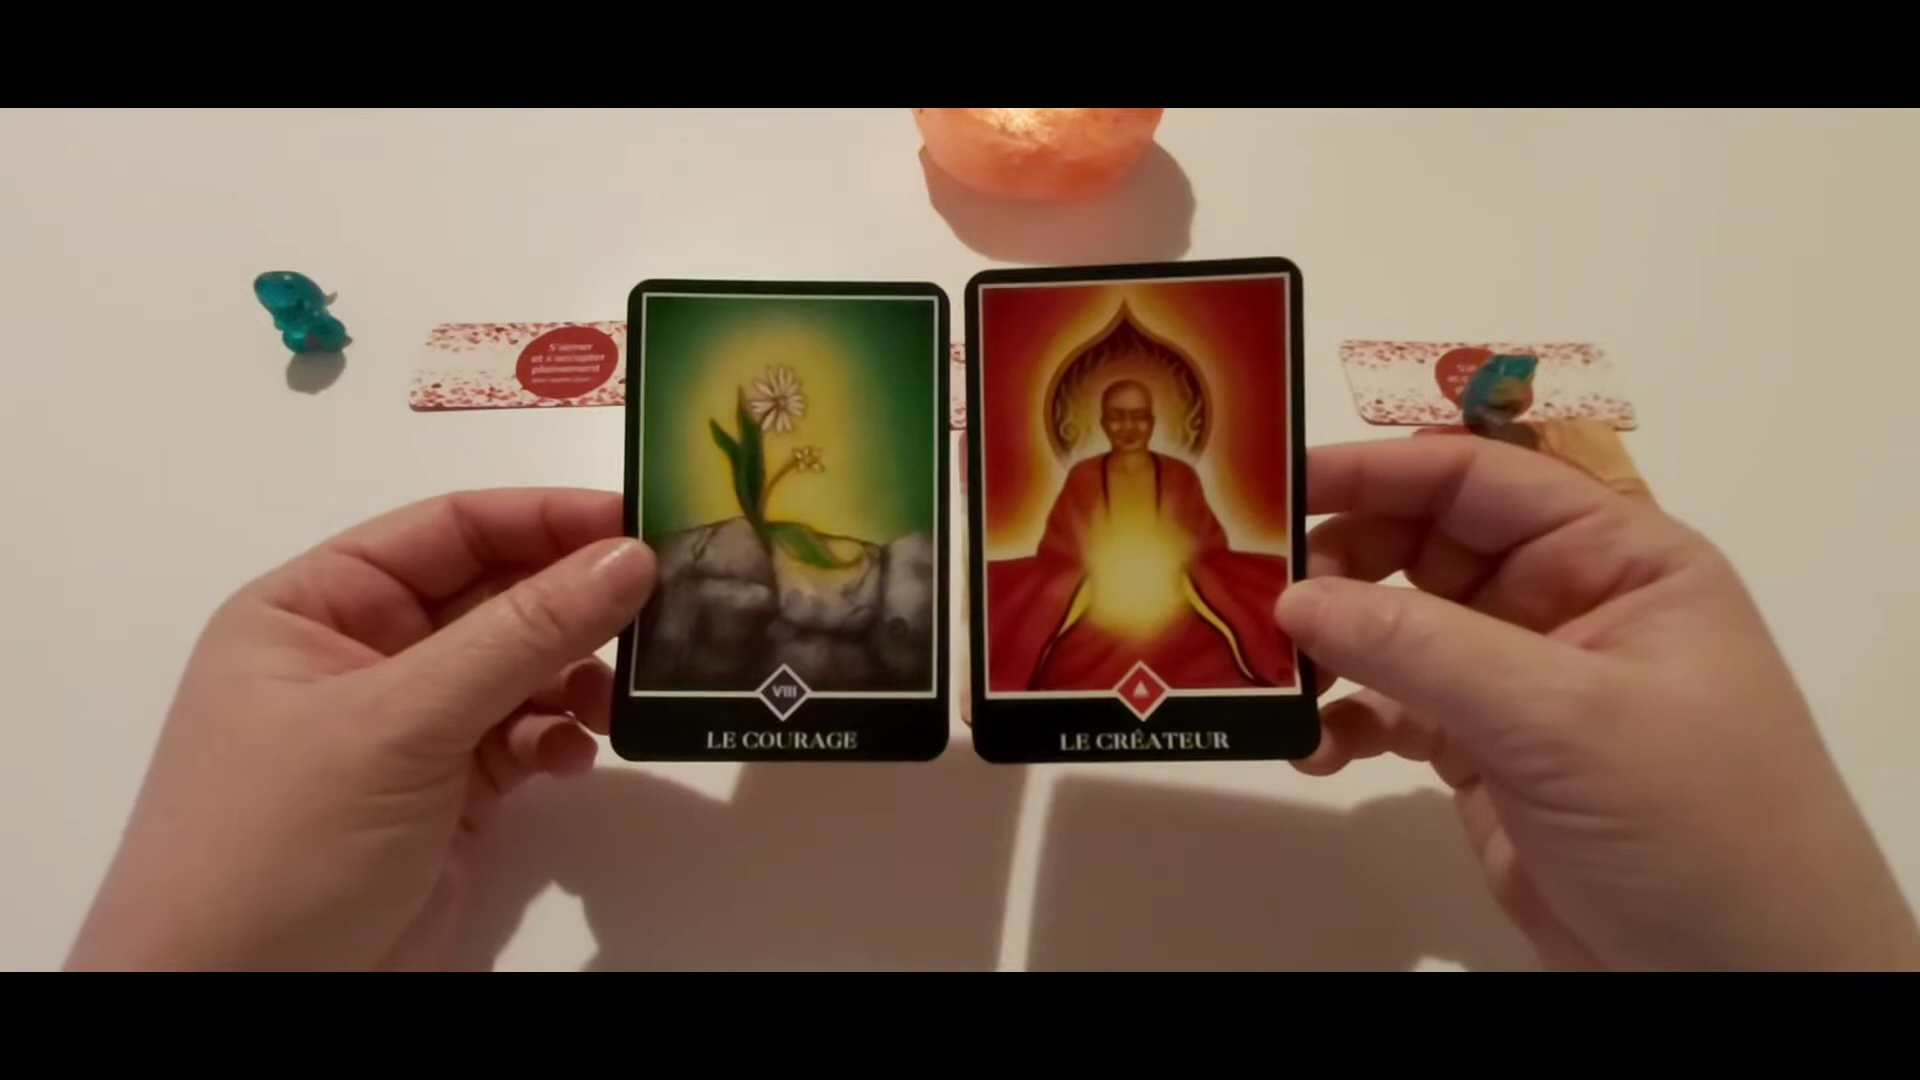 S'aimer
et s'accepter
pleinement
VIII
LE COURAGE
LE CRÉATEUR